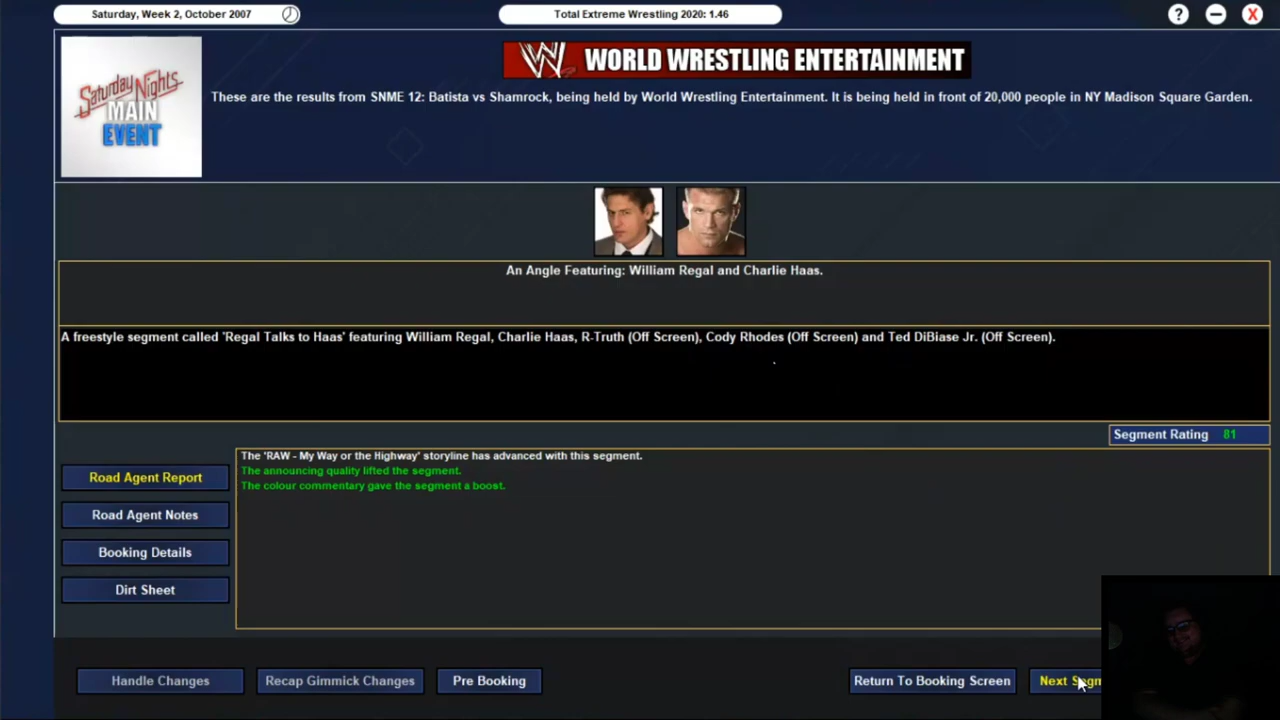 Saturday, Week 2, October 2007
Total Extreme Wrestling 2020: 1.46
?
X
Saturday Night's
MAIN
EVENT
W WORLD WRESTLING ENTERTAINMENT
These are the results from SNME 12: Batista vs Shamrock, being held by World Wrestling Entertainment. It is being held in front of 20,000 people in NY Madison Square Garden.
An Angle Featuring: William Regal and Charlie Haas.
A freestyle segment called 'Regal Talks to Haas' featuring William Regal, Charlie Haas, R-Truth (Off Screen), Cody Rhodes (Off Screen) and Ted DiBiase Jr. (Off Screen).
Segment Rating 81
The 'RAW - My Way or the Highway' storyline has advanced with this segment.
The announcing quality lifted the segment.
The colour commentary gave the segment a boost.
Road Agent Report
Road Agent Notes
Booking Details
Dirt Sheet
Handle Changes
Recap Gimmick Changes
Pre Booking
Return To Booking Screen
Next Segm